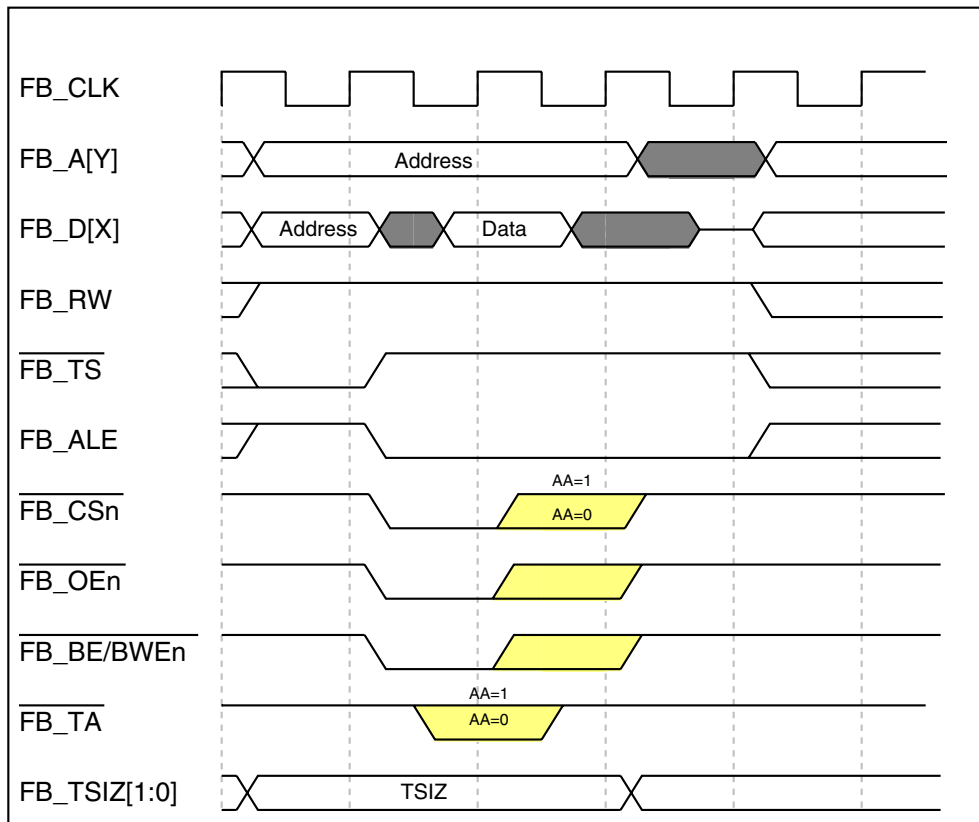 FB_CLK
FB_A[Y]
Address
FB_D[X]
Address
Data
FB_RW
FB_TS
FB_ALE
AA=1
FB_CSn
AA=0
FB_OEn
FB_BE/BWEn
AA=1
FB_TA
AA=0
FB_TSIZ[1:0]
TSIZ